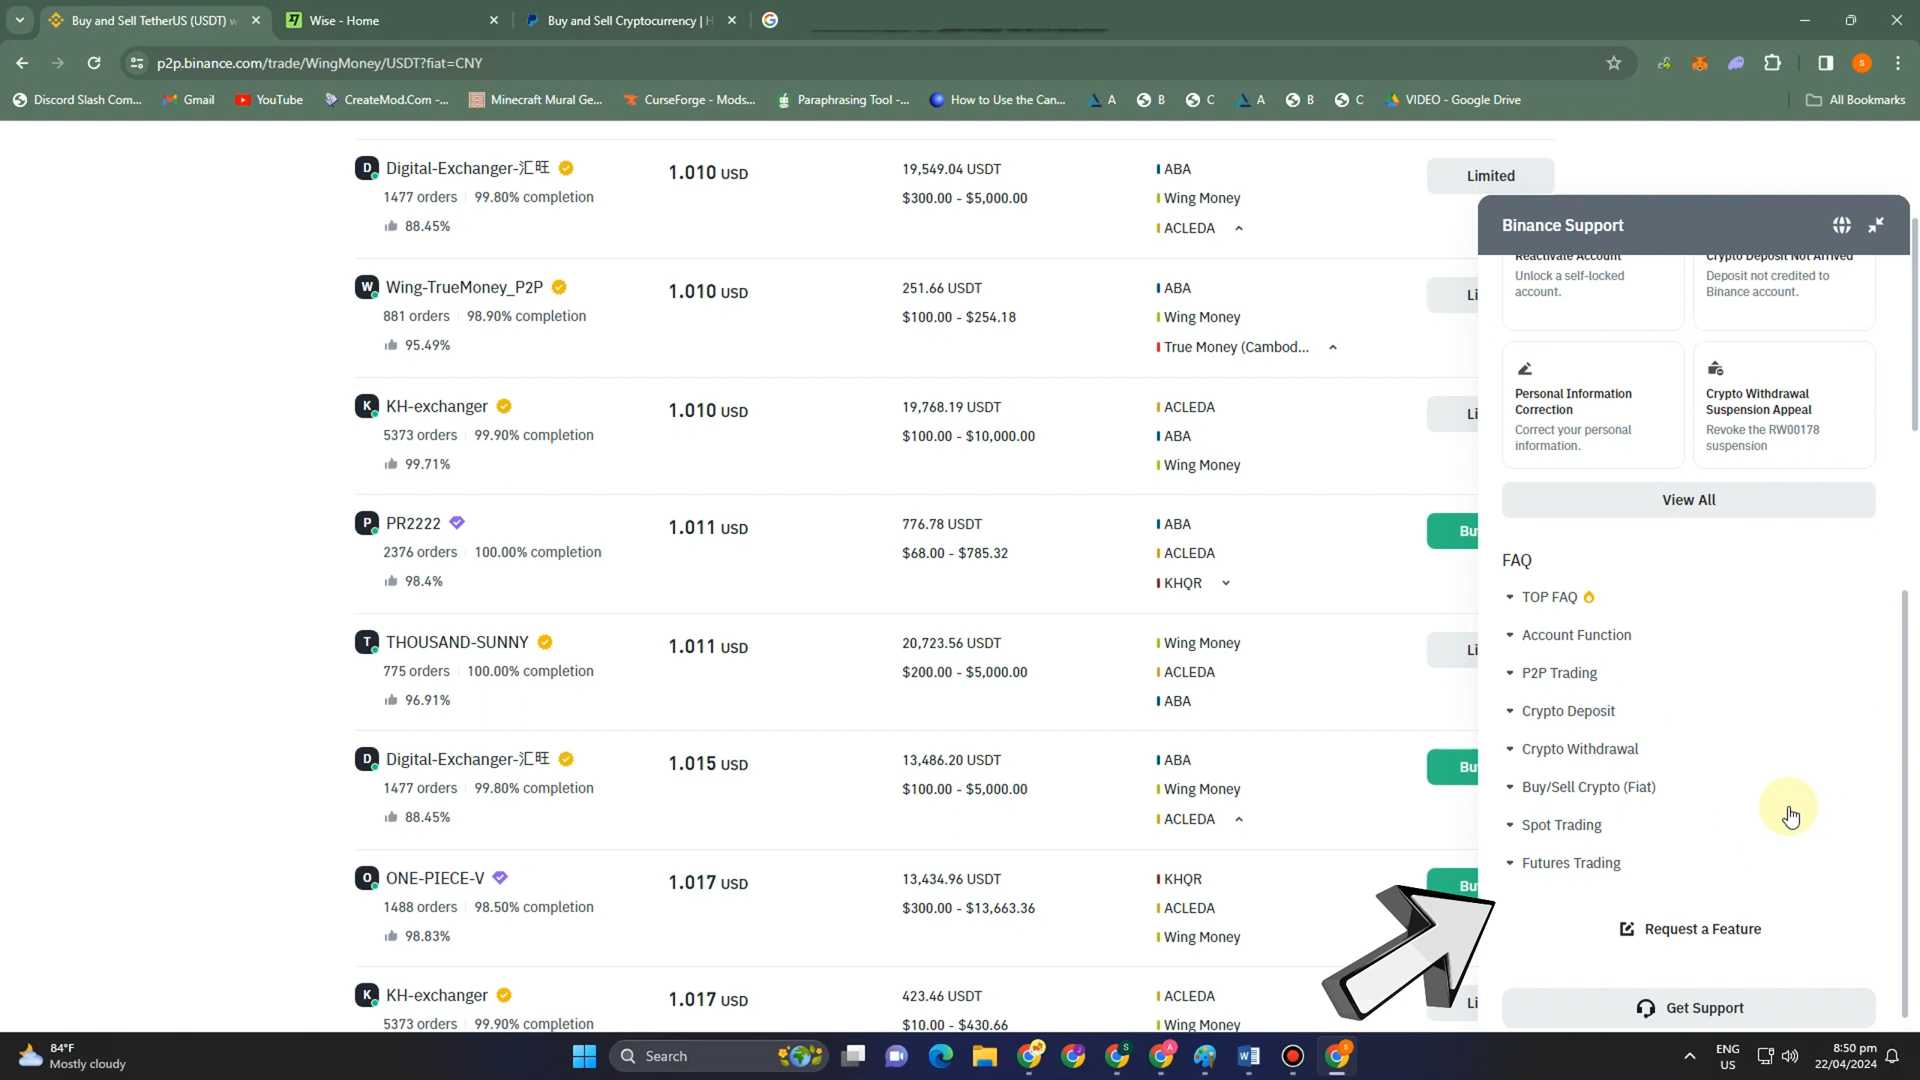 Buy and Sell TetherUS (USDT) w
Wise - Home
Buy and Sell Cryptocurrency | H
p2p.binance.com/trade/WingMoney/USDT?fiat=CNY
Discord Slash Com...
Gmail
YouTube
CreateMod.Com -...
Minecraft Mural Ge...
CurseForge - Mods...
Paraphrasing Tool -...
How to Use the Can...
A
B
C
A
B
C
VIDEO - Google Drive
All Bookmarks
Digital-Exchanger-汇旺
1.010 USD
19,549.04 USDT
ABA
Limited
1477 orders 99.80% completion
$300.00 - $5,000.00
Wing Money
88.45%
ACLEDA
Wing-TrueMoney_P2P
1.010 USD
251.66 USDT
ABA
Li
881 orders 98.90% completion
$100.00 - $254.18
Wing Money
95.49%
True Money (Cambod...
KH-exchanger
1.010 USD
19,768.19 USDT
ACLEDA
Li
5373 orders 99.90% completion
$100.00 - $10,000.00
ABA
99.71%
Wing Money
PR2222
1.011 USD
776.78 USDT
ABA
Bu
2376 orders 100.00% completion
$68.00 - $785.32
ACLEDA
98.4%
KHQR
THOUSAND-SUNNY
1.011 USD
20,723.56 USDT
Wing Money
Li
775 orders 100.00% completion
$200.00 - $5,000.00
ACLEDA
96.91%
ABA
Digital-Exchanger-汇旺
1.015 USD
13,486.20 USDT
ABA
Bu
1477 orders 99.80% completion
$100.00 - $5,000.00
Wing Money
88.45%
ACLEDA
ONE-PIECE-V
1.017 USD
13,434.96 USDT
KHQR
Bu
1488 orders 98.50% completion
$300.00 - $13,663.36
ACLEDA
98.83%
Wing Money
KH-exchanger
1.017 USD
423.46 USDT
ACLEDA
Li
5373 orders 99.90% completion
$10.00 - $430.66
Wing Money
Binance Support
Reactivate Account
Unlock a self-locked
account.
Crypto Deposit Not Arrived
Deposit not credited to
Binance account.
Personal Information
Correction
Correct your personal
information.
Crypto Withdrawal
Suspension Appeal
Revoke the RW00178
suspension
View All
FAQ
TOP FAQ
Account Function
P2P Trading
Crypto Deposit
Crypto Withdrawal
Buy/Sell Crypto (Fiat)
Spot Trading
Futures Trading
Request a Feature
Get Support
84°F
Mostly cloudy
Search
ENG
US
8:50 pm
22/04/2024